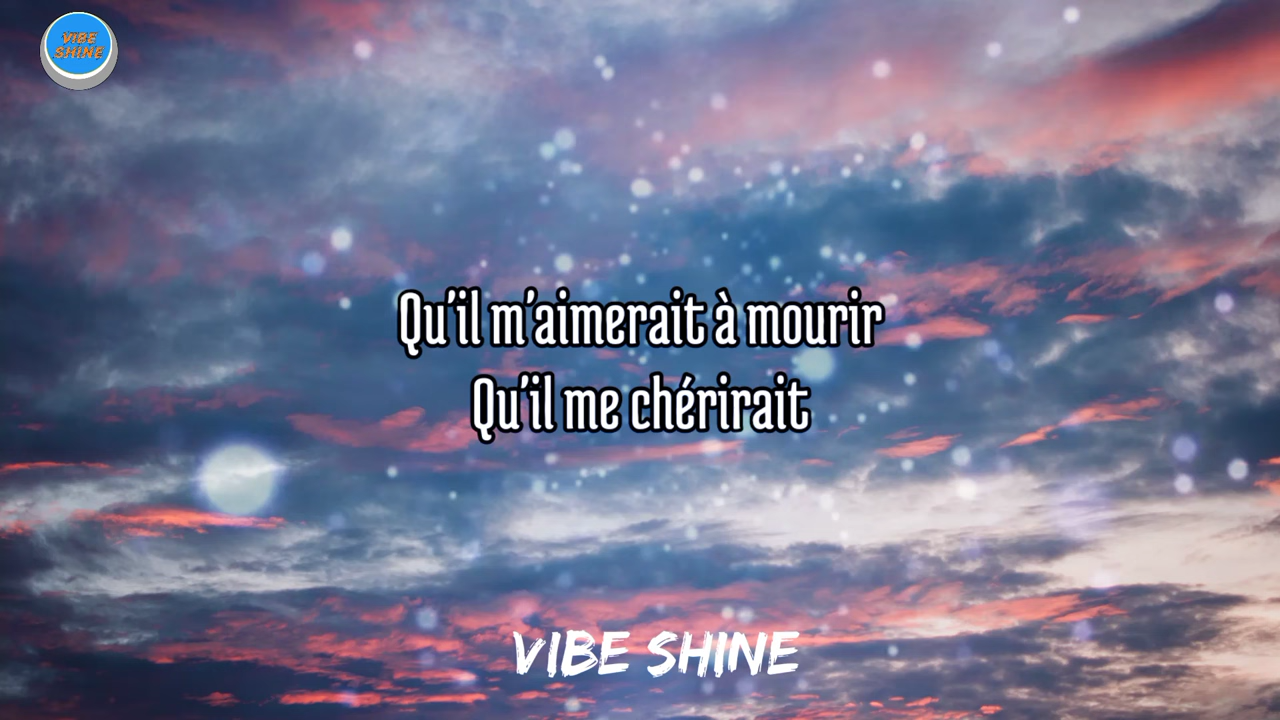 VIBE
SHINE
Qu'il m'aimerait à mourir
Qu'il me chérirait
VIBE SHINE